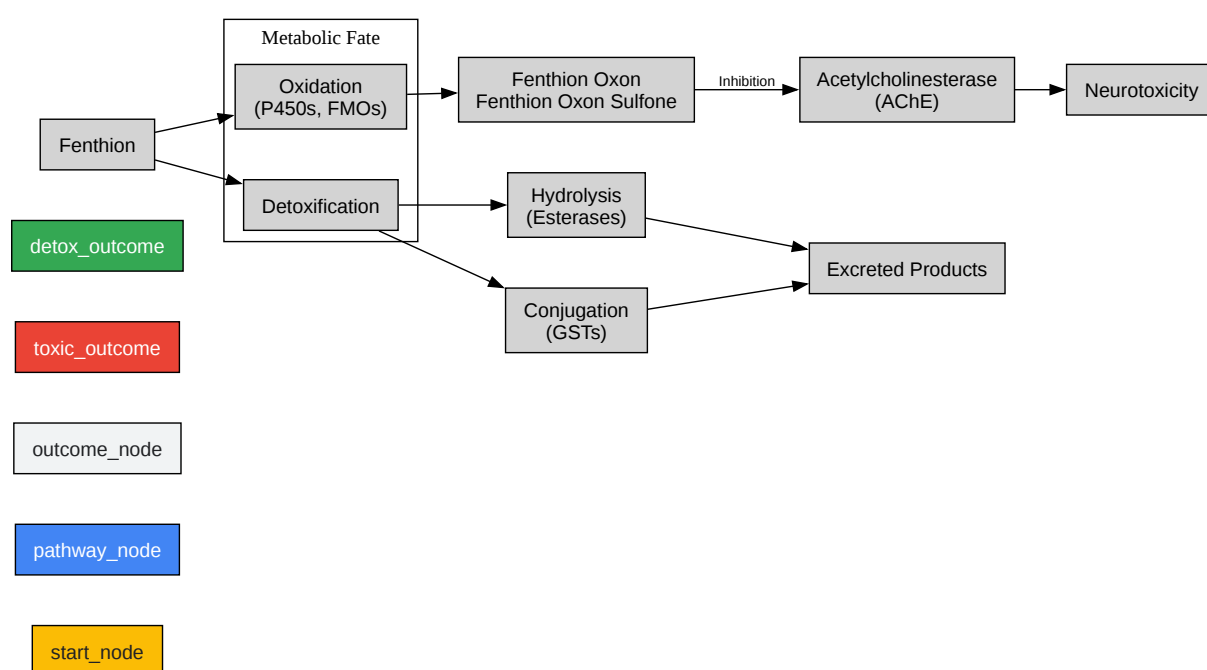 Metabolic Fate
Oxidation
(P450s, FMOs)
Fenthion Oxon
Fenthion Oxon Sulfone
Inhibition
Acetylcholinesterase
(AChE)
Neurotoxicity
Fenthion
Detoxification
Hydrolysis
(Esterases)
Excreted Products
Conjugation
(GSTs)
detox_outcome
toxic_outcome
outcome_node
pathway_node
start_node